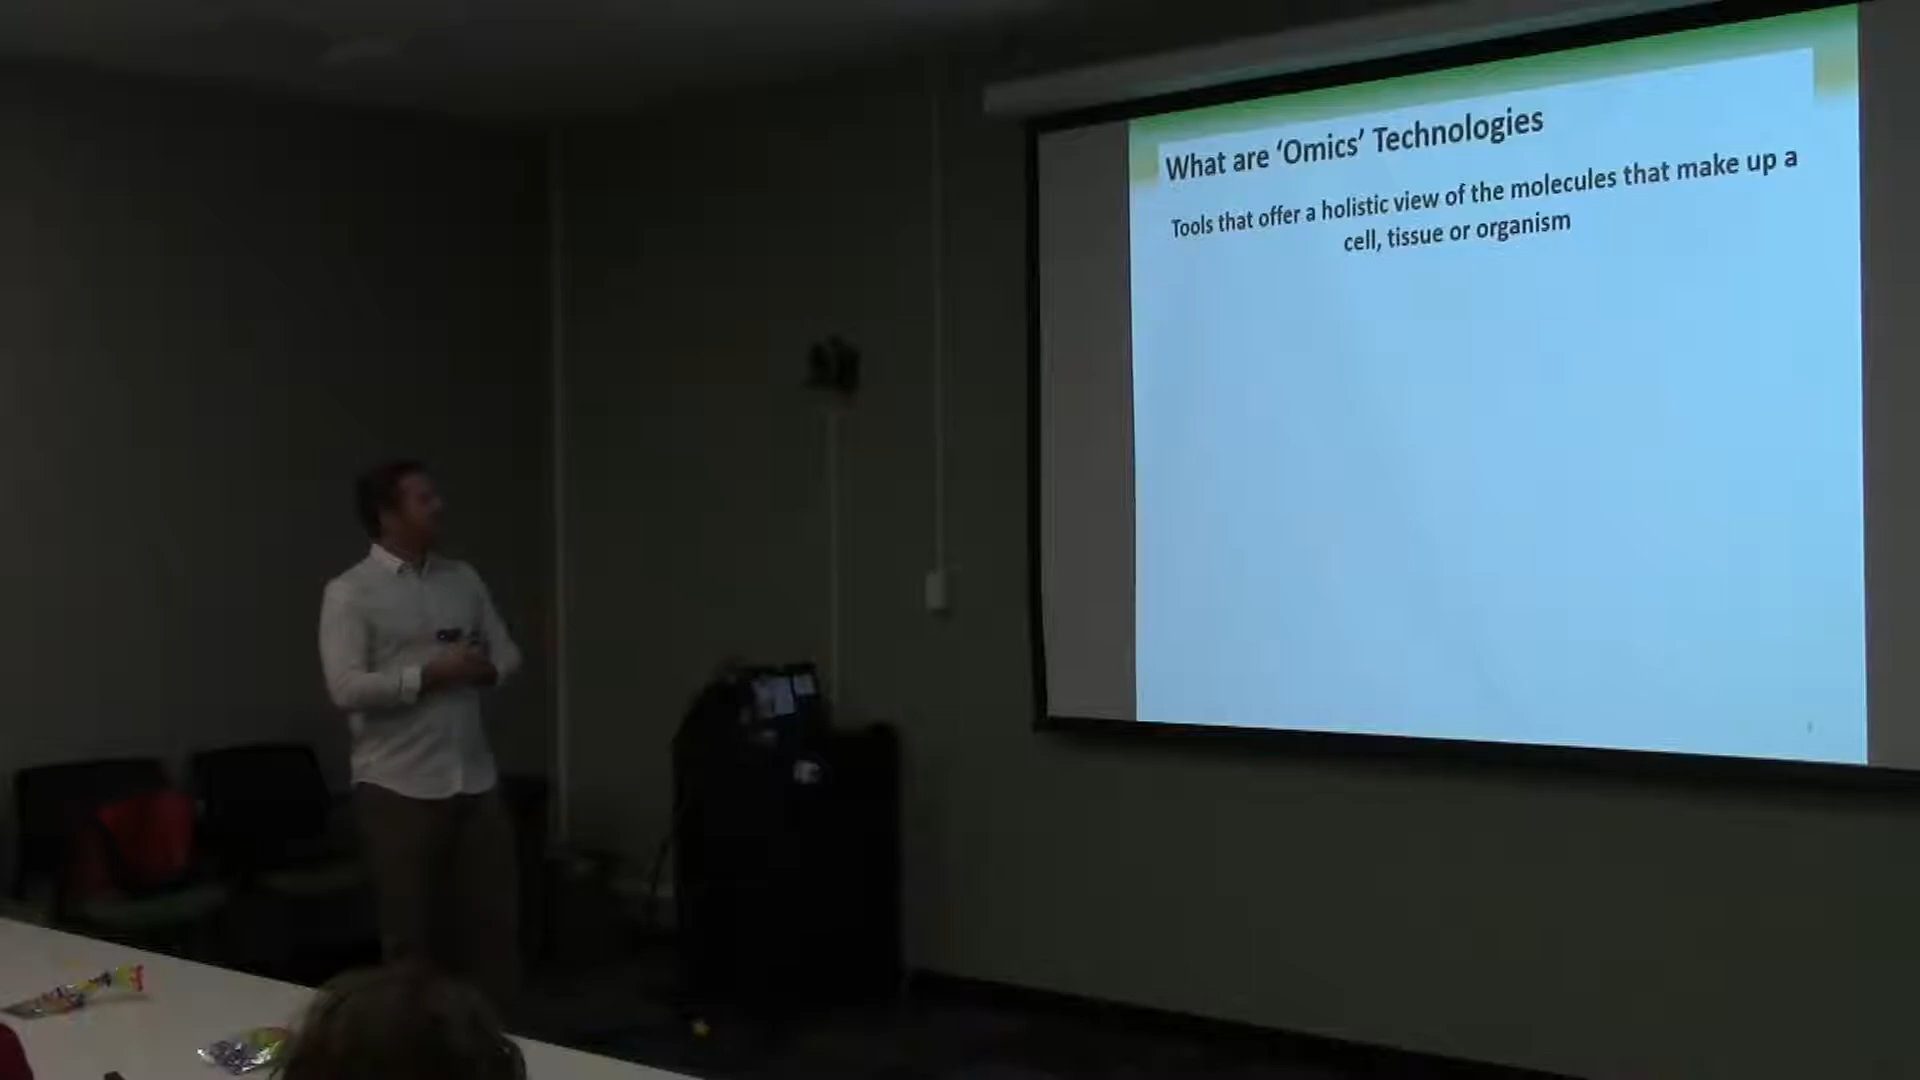 What are ‘Omics’ Technologies
Tools that offer a holistic view of the molecules that make up a
cell, tissue or organism